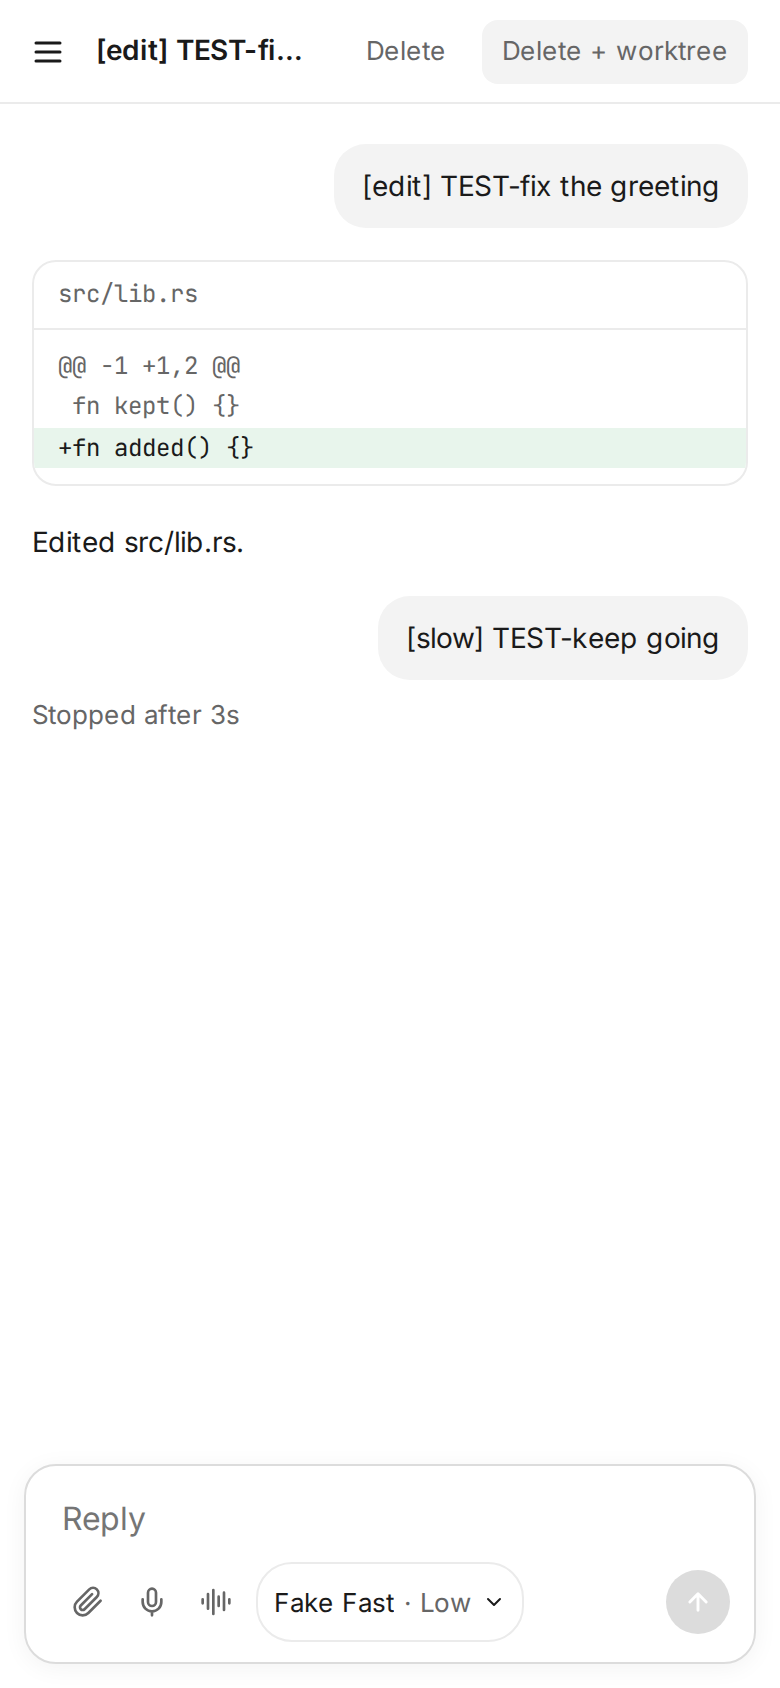 [edit] TEST-fi...
Delete
Delete + worktree
[edit] TEST-fix the greeting
src/lib.rs
@@ -1 +1,2 @@
 fn kept() {}
+fn added() {}
Edited src/lib.rs.
[slow] TEST-keep going
Stopped after 3s
Reply
Fake Fast · Low